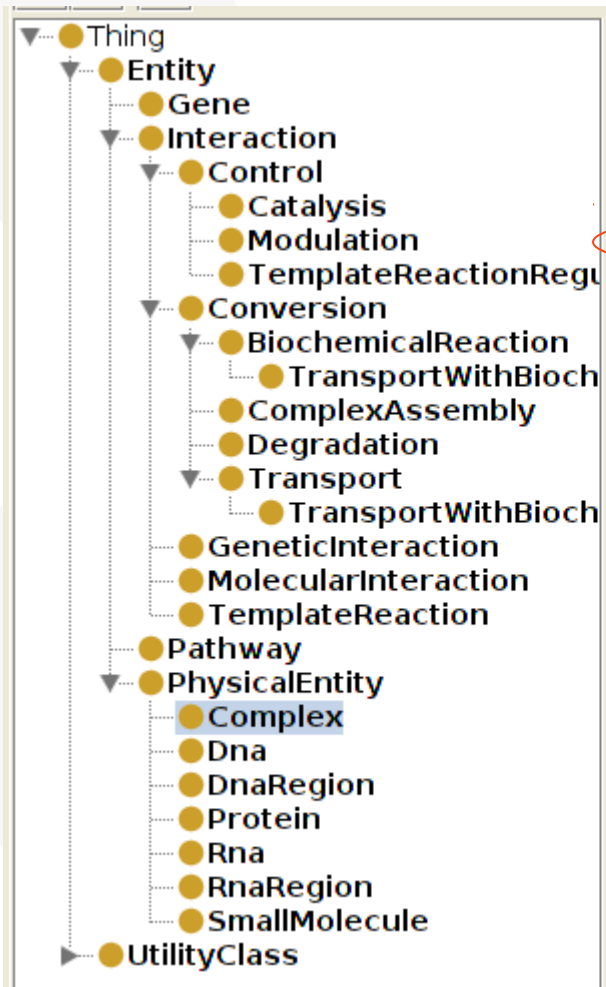 Thing
Entity
Gene
Interaction
Control
Catalysis
Modulation
TemplateReactionRegu
Conversion
BiochemicalReaction
TransportWithBioch
ComplexAssembly
Degradation
Transport
TransportWithBioch
GeneticInteraction
MolecularInteraction
TemplateReaction
Pathway
PhysicalEntity
Complex
Dna
DnaRegion
Protein
Rna
RnaRegion
SmallMolecule
UtilityClass